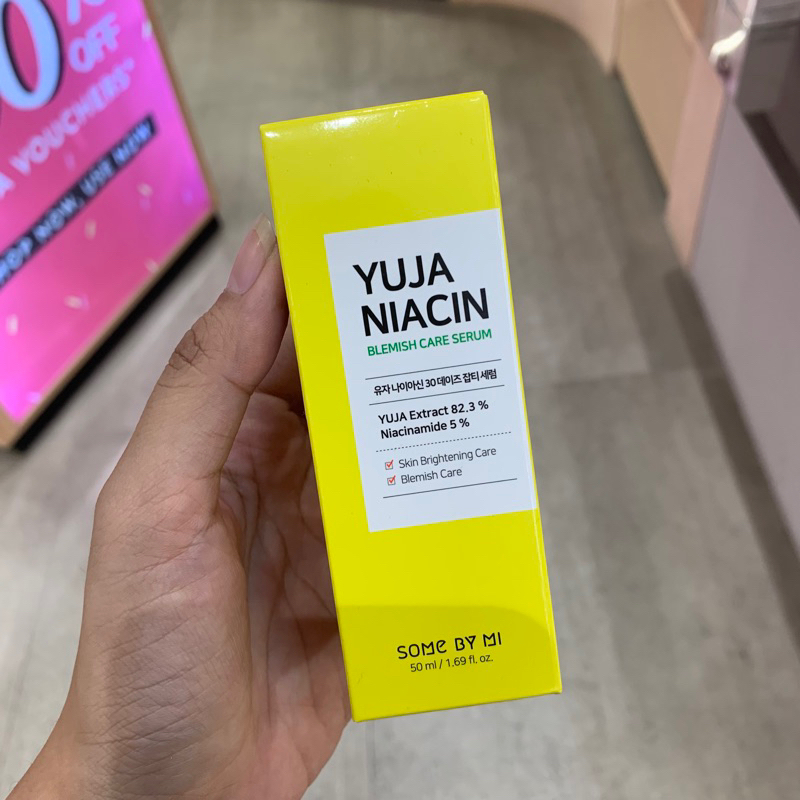 OFF
VOUCHERS*
SHOP NOW, USE NOW
YUJA
NIACIN
BLEMISH CARE SERUM
유자 나이아신 30 데이즈 잡티 세럼
YUJA Extract 82.3 %
Niacinamide 5 %
Skin Brightening Care
Blemish Care
SOME BY MI
50 ml / 1.69 fl. oz.